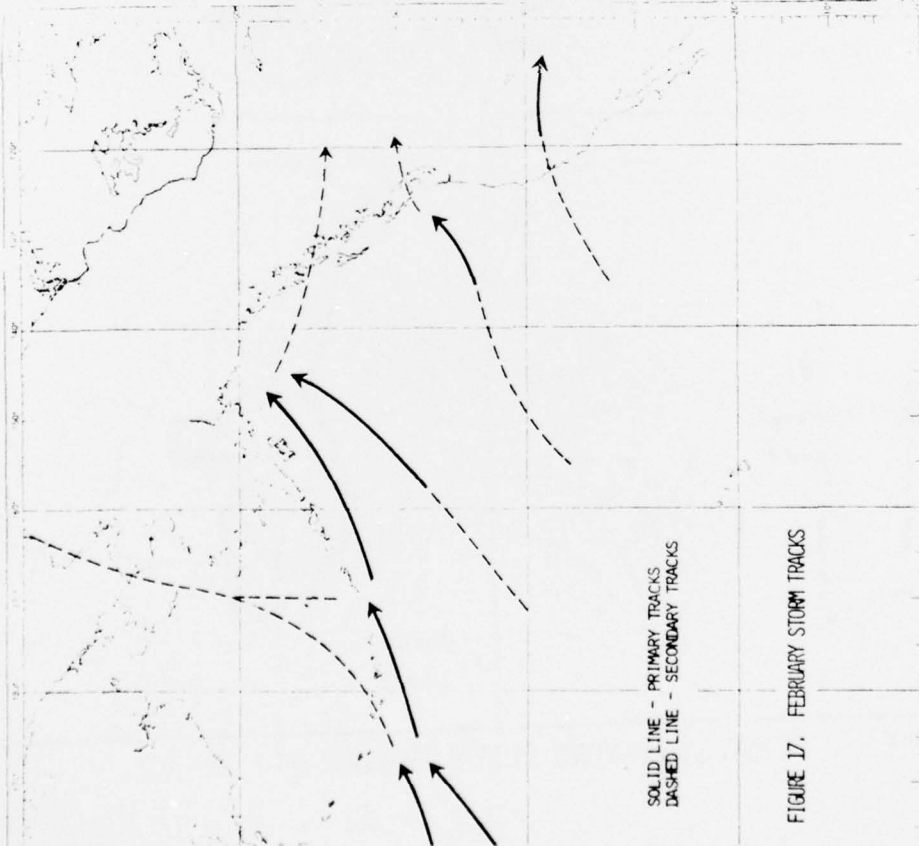 SOLID LINE - PRIMARY TRACKS
DASHED LINE - SECONDARY TRACKS
FIGURE 17. FEBRUARY STORM TRACKS